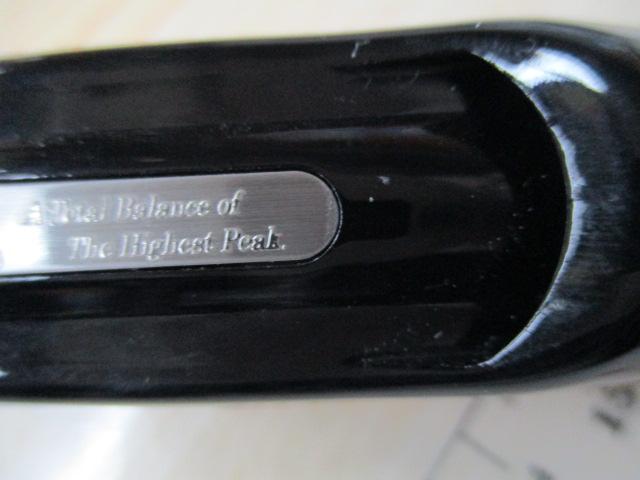 A Total Balance of
The Highest Peak.